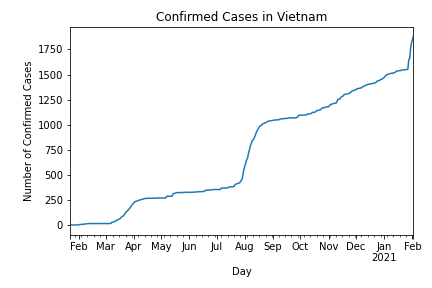 Confirmed Cases in Vietnam
Number of Confirmed Cases
1750
1500
1250
1000
750
500
250
0
Feb Mar Apr May Jun Jul Aug Sep Oct Nov Dec Jan Feb
2021
Day